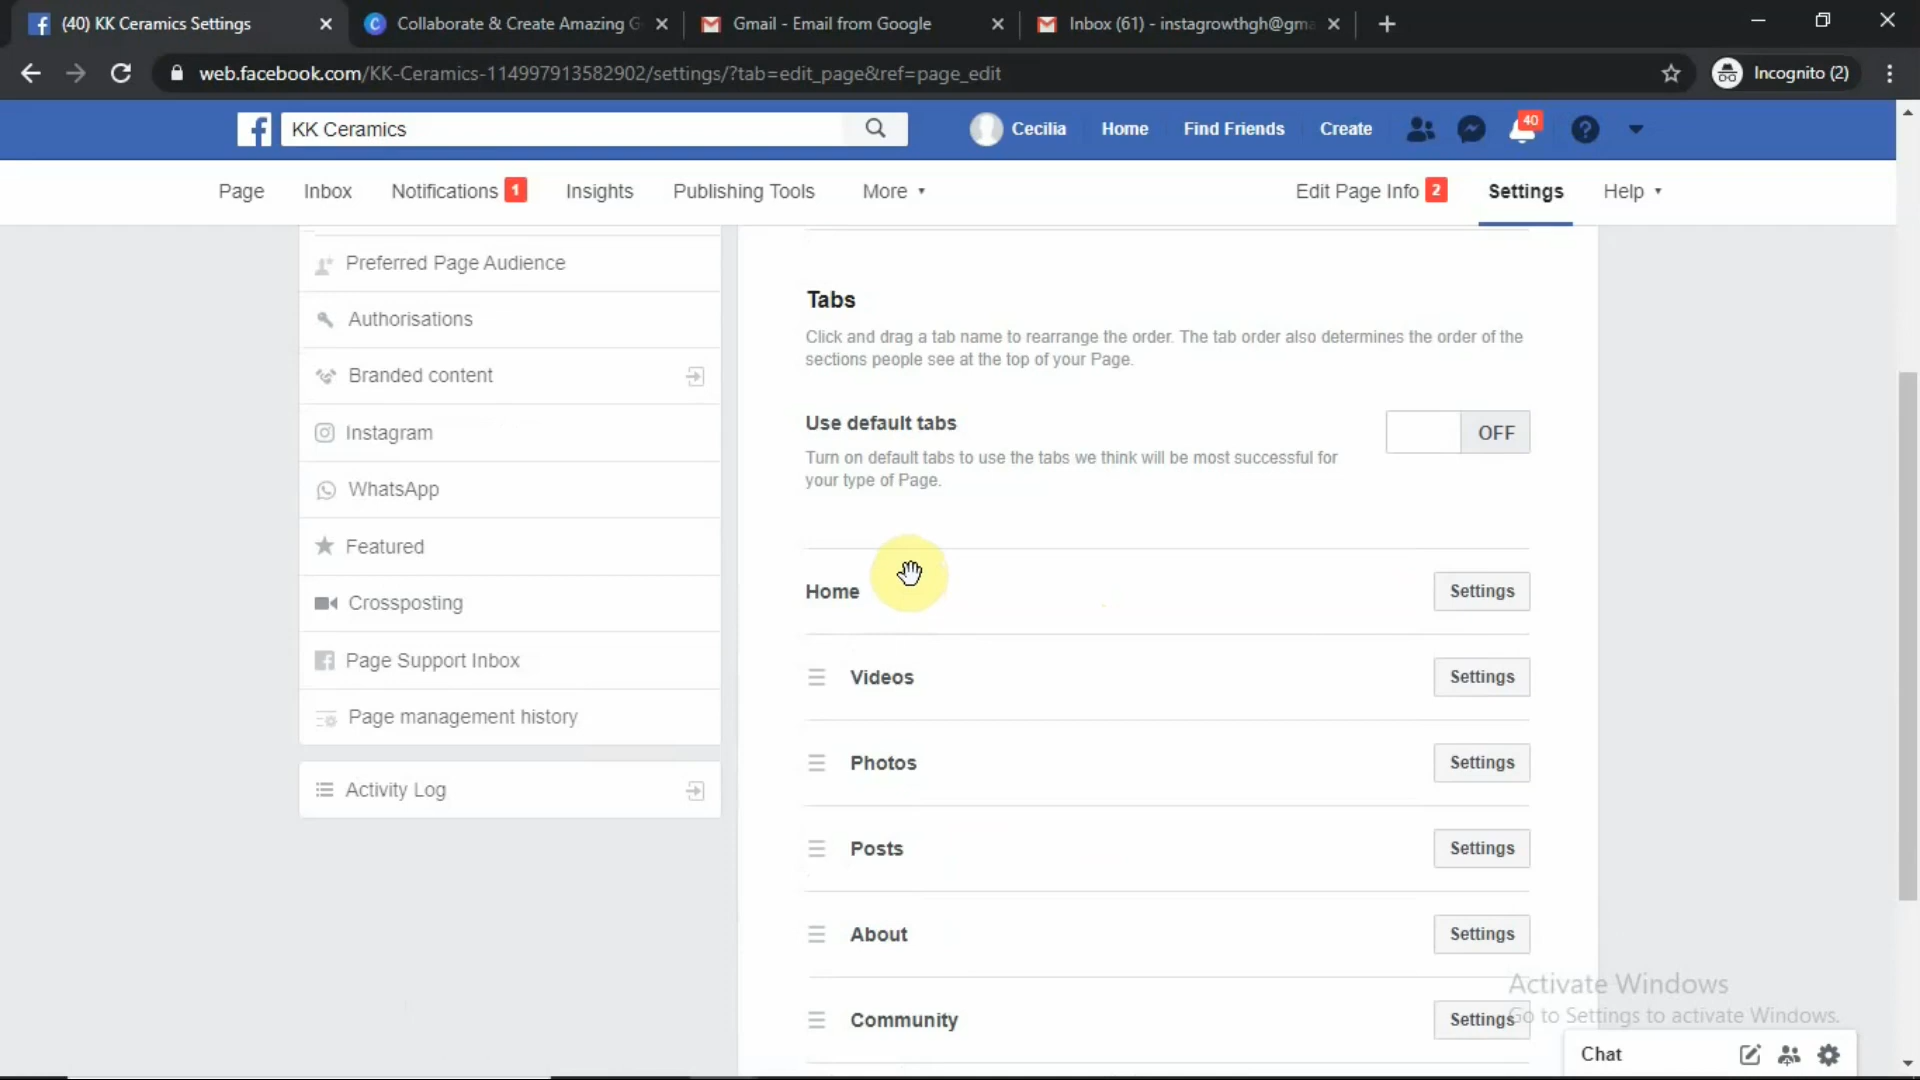 (40) KK Ceramics Settings
Collaborate & Create Amazing G
Gmail - Email from Google
Inbox (61) - instagrowthgh@gma
web.facebook.com/KK-Ceramics-114997913582902/settings/?tab=edit_page&ref=page_edit
Incognito (2)
KK Ceramics
Cecilia
Home
Find Friends
Create
40
Page
Inbox
Notifications 1
Insights
Publishing Tools
More
Edit Page Info 2
Settings
Help
Preferred Page Audience
Authorisations
Branded content
Instagram
WhatsApp
Featured
Crossposting
Page Support Inbox
Page management history
Activity Log
Tabs
Click and drag a tab name to rearrange the order. The tab order also determines the order of the
sections people see at the top of your Page.
Use default tabs
OFF
Turn on default tabs to use the tabs we think will be most successful for
your type of Page.
Home
Settings
Videos
Settings
Photos
Settings
Posts
Settings
About
Settings
Community
Settings
Activate Windows
Go to Settings to activate Windows.
Chat